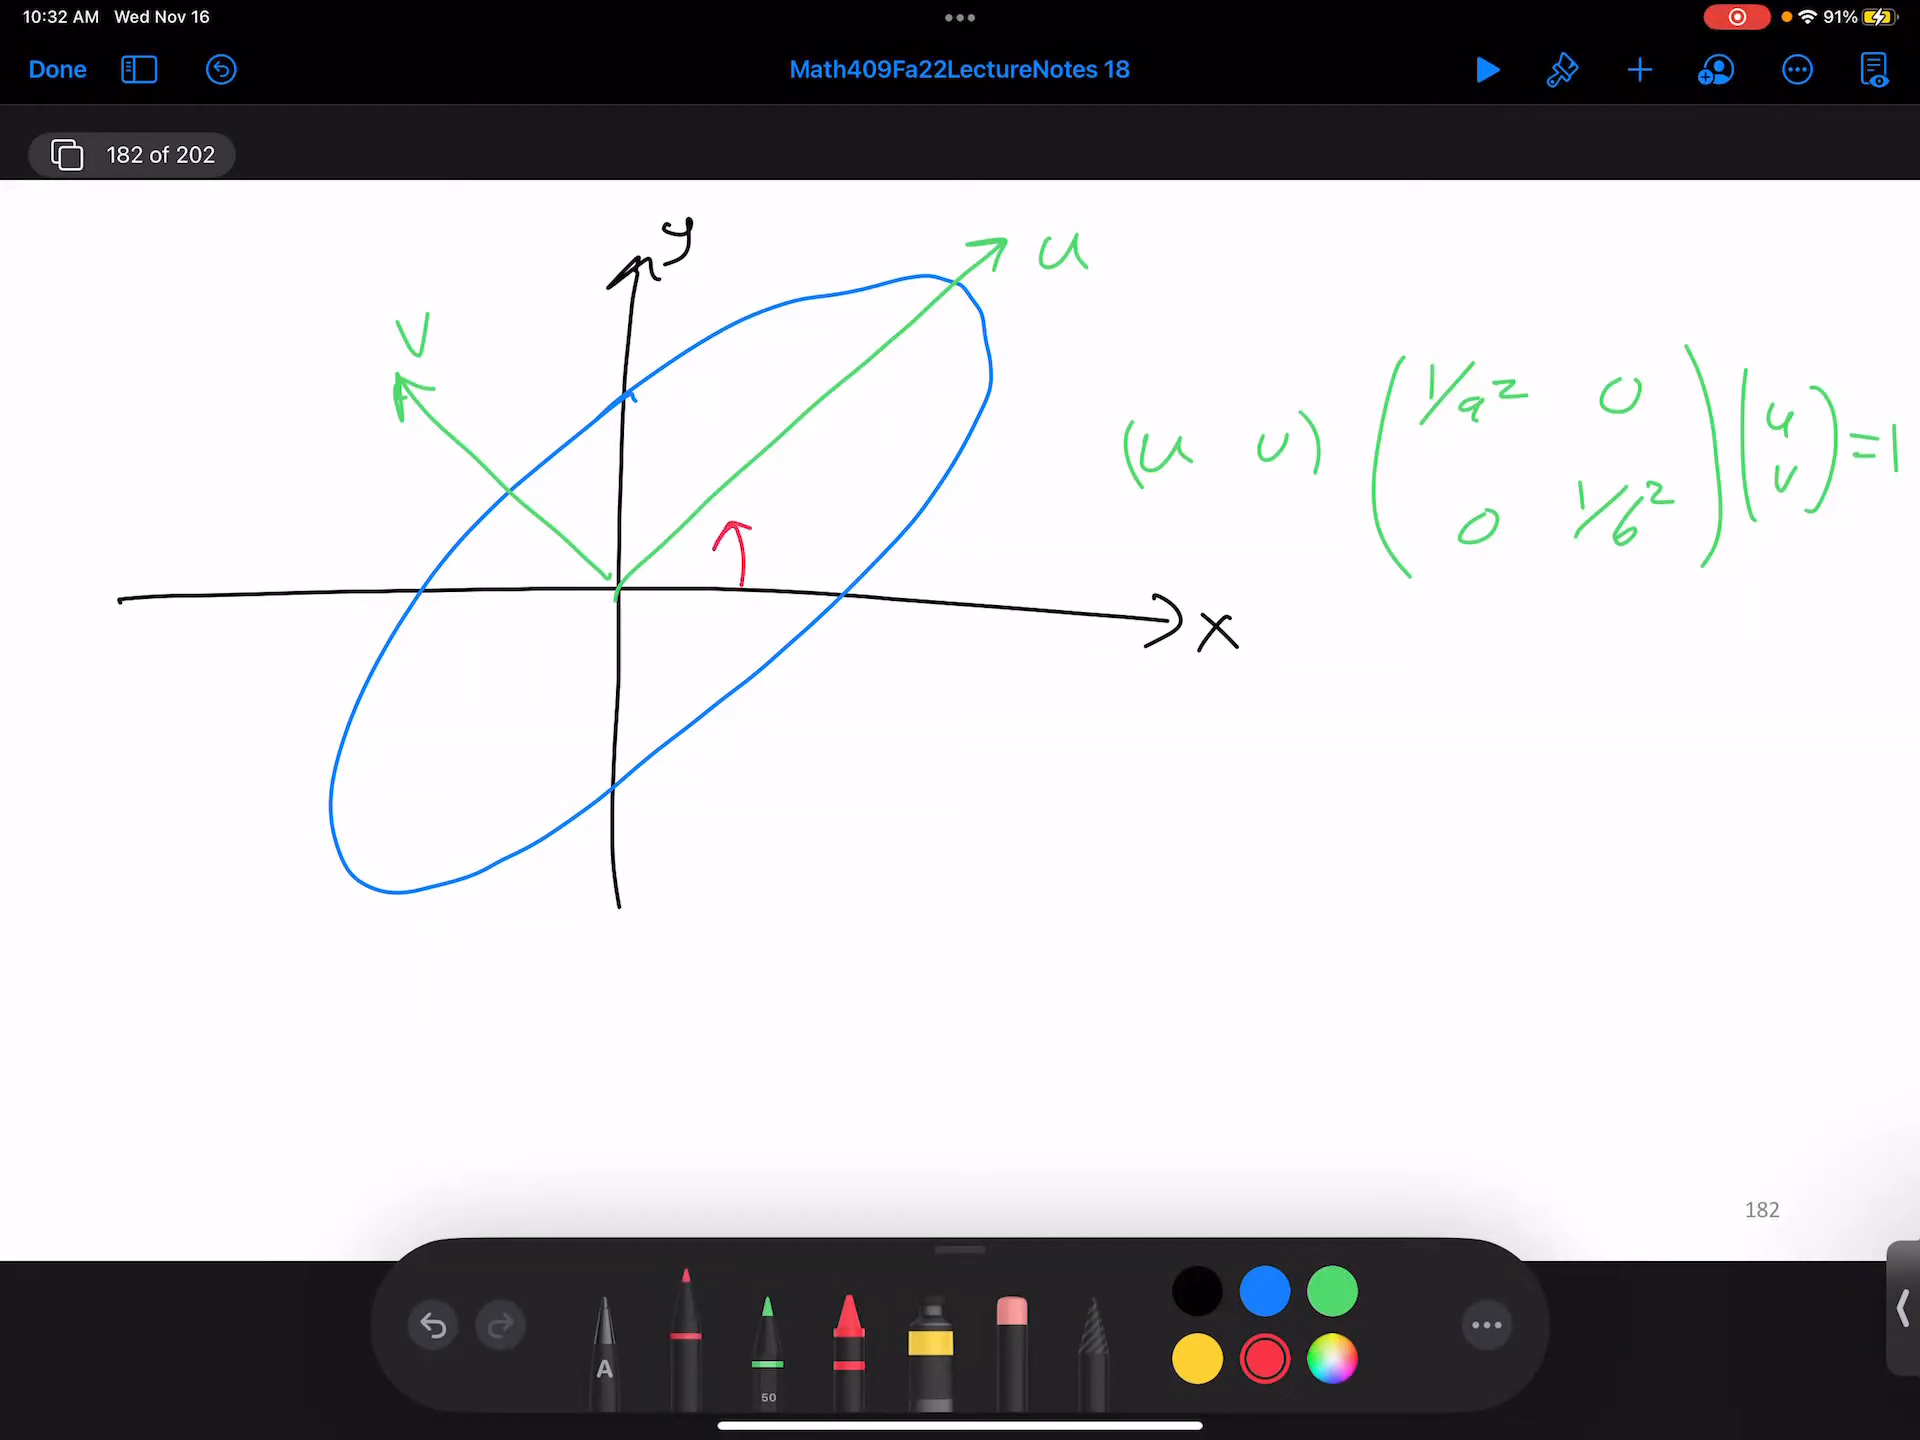 10:32 AM Wed Nov 16
91%
Done
Math409Fa22LectureNotes 18
182 of 202
y
u
v
(u v) (1/a² 0
0 1/b²) (u
v) =1
x
182
A
50